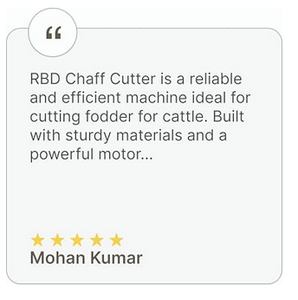 “
RBD Chaff Cutter is a reliable
and efficient machine ideal for
cutting fodder for cattle. Built
with sturdy materials and a
powerful motor...
Mohan Kumar